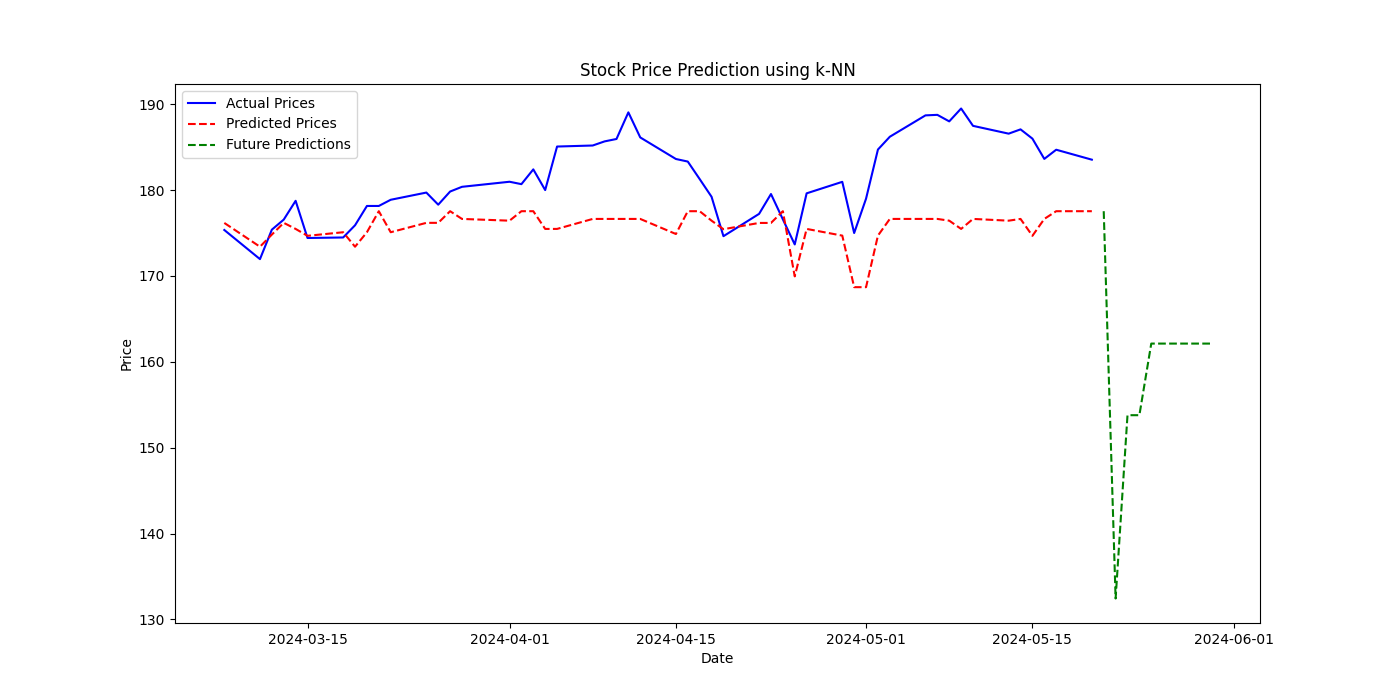 Stock Price Prediction using k-NN
Actual Prices
Predicted Prices
Future Predictions
190
180
170
160
150
140
130
Price
2024-03-15 2024-04-01 2024-04-15 2024-05-01 2024-05-15 2024-06-01
Date